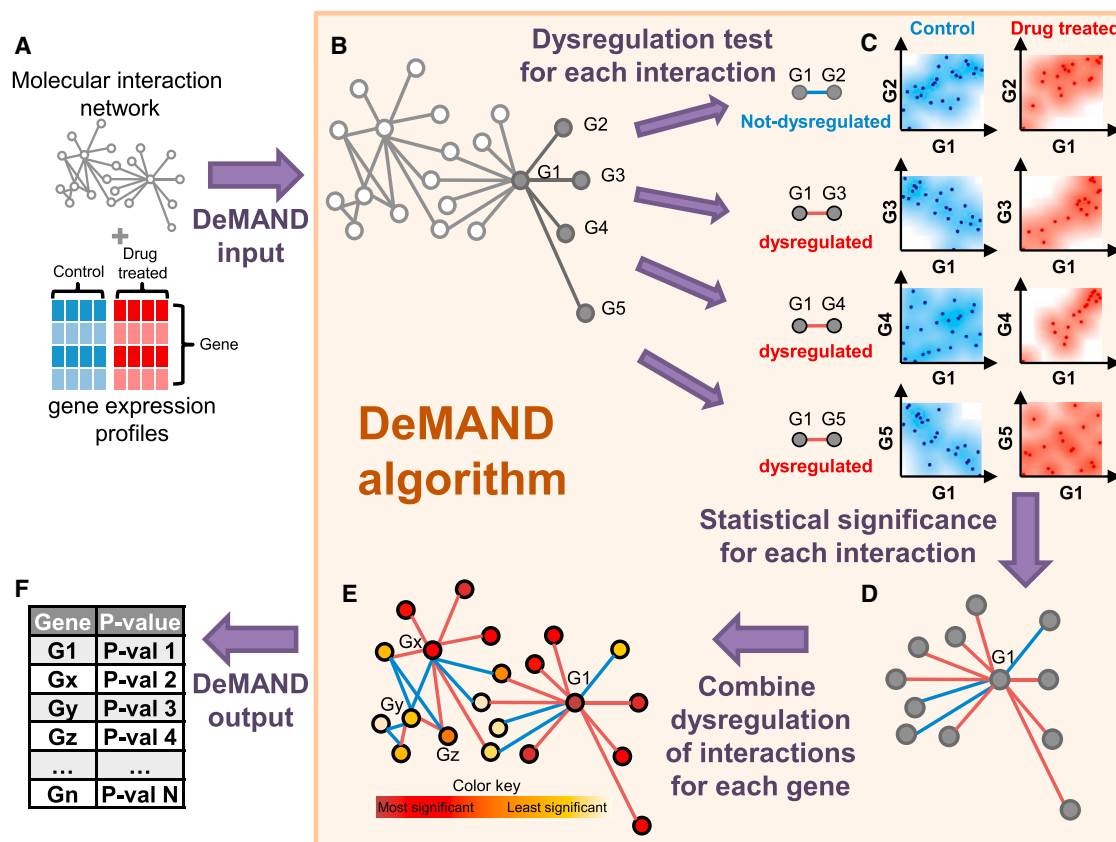 A
Molecular interaction
network
Control
Drug
treated
Gene
gene expression
profiles
DeMAND
input
B
G1
G2
G3
G4
G5
Dysregulation test
for each interaction
DeMAND
algorithm
C
Control
Drug treated
G1 G2
Not-dysregulated
G2
G1
G2
G1
G1 G3
dysregulated
G3
G1
G3
G1
G1 G4
dysregulated
G4
G1
G4
G1
G1 G5
dysregulated
G5
G1
G5
G1
Statistical significance
for each interaction
D
G1
Combine
dysregulation
of interactions
for each gene
E
Gx
G1
Gy
Gz
Color key
Most significant
Least significant
DeMAND
output
F
Gene P-value
G1 P-val 1
Gx P-val 2
Gy P-val 3
Gz P-val 4
... ...
Gn P-val N